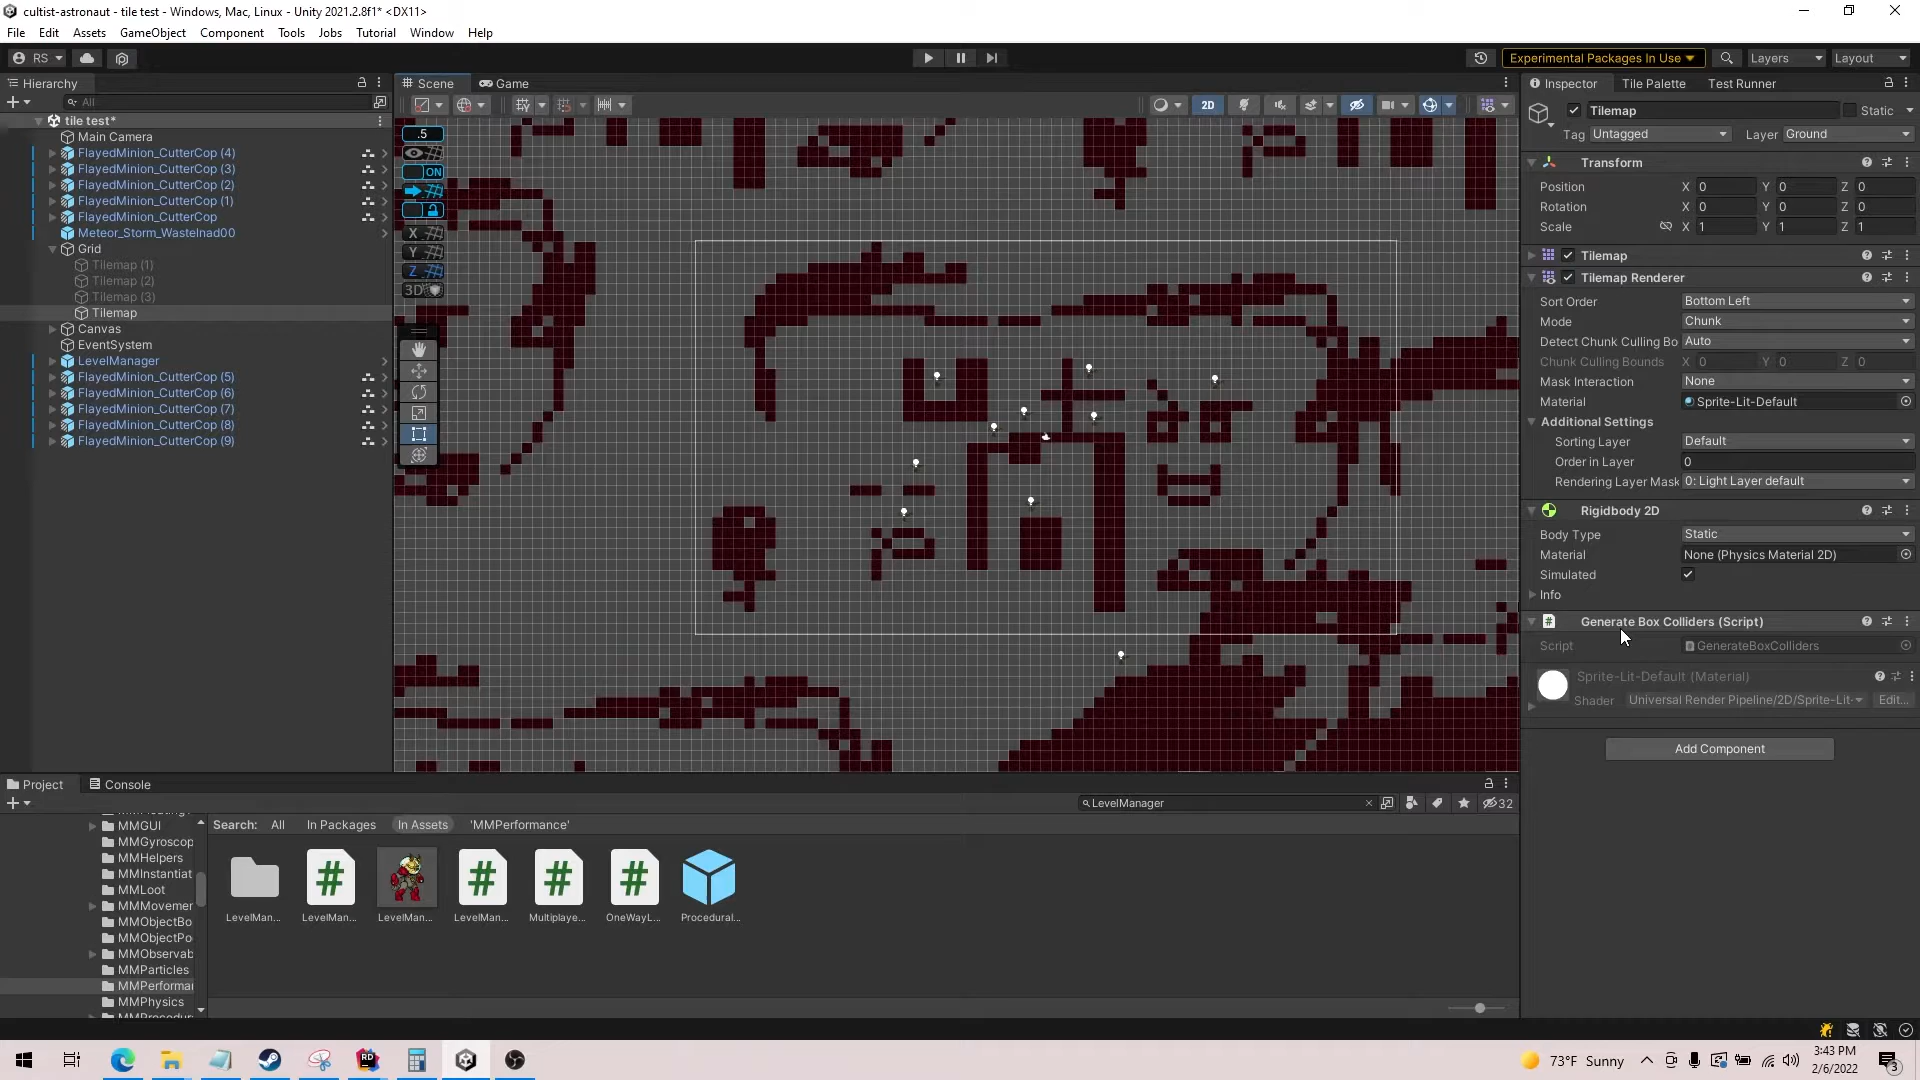 cultist-astronaut - tile test - Windows, Mac, Linux - Unity 2021.2.8f1* <DX11>
File Edit Assets GameObject Component Tools Jobs Tutorial Window Help
RS
Experimental Packages In Use
Layers
Layout
Hierarchy
Scene
Game
Inspector
Tile Palette
Test Runner
All
2D
tile test*
Main Camera
FlayedMinion_CutterCop (4)
FlayedMinion_CutterCop (3)
FlayedMinion_CutterCop (2)
FlayedMinion_CutterCop (1)
FlayedMinion_CutterCop
Meteor_Storm_Wastelnad00
Grid
Tilemap (1)
Tilemap (2)
Tilemap (3)
Tilemap
Canvas
EventSystem
LevelManager
FlayedMinion_CutterCop (5)
FlayedMinion_CutterCop (6)
FlayedMinion_CutterCop (7)
FlayedMinion_CutterCop (8)
FlayedMinion_CutterCop (9)
.5
ON
X
Y
Z
3D
Tilemap
Static
Tag Untagged Layer Ground
Transform
Position X 0 Y 0 Z 0
Rotation X 0 Y 0 Z 0
Scale X 1 Y 1 Z 1
Tilemap
Tilemap Renderer
Sort Order Bottom Left
Mode Chunk
Detect Chunk Culling Bo Auto
Chunk Culling Bounds X 0 Y 0 Z 0
Mask Interaction None
Material Sprite-Lit-Default
Additional Settings
Sorting Layer Default
Order in Layer 0
Rendering Layer Mask 0: Light Layer default
Rigidbody 2D
Body Type Static
Material None (Physics Material 2D)
Simulated
Info
Generate Box Colliders (Script)
Script GenerateBoxColliders
Sprite-Lit-Default (Material)
Shader Universal Render Pipeline/2D/Sprite-Lit- Edit...
Add Component
Project
Console
LevelManager
32
Search: All In Packages In Assets 'MMPerformance'
MMGUI
MMGyroscop
MMHelpers
MMInstantiat
MMLoot
MMMovemer
MMObjectBo
MMObjectPo
MMObservab
MMParticles
MMPerformar
MMPhysics
LevelMan...
LevelMan...
LevelMan...
LevelMan...
Multiplaye...
OneWayL...
Procedural...
RD
73°F Sunny
3:43 PM
2/6/2022
3